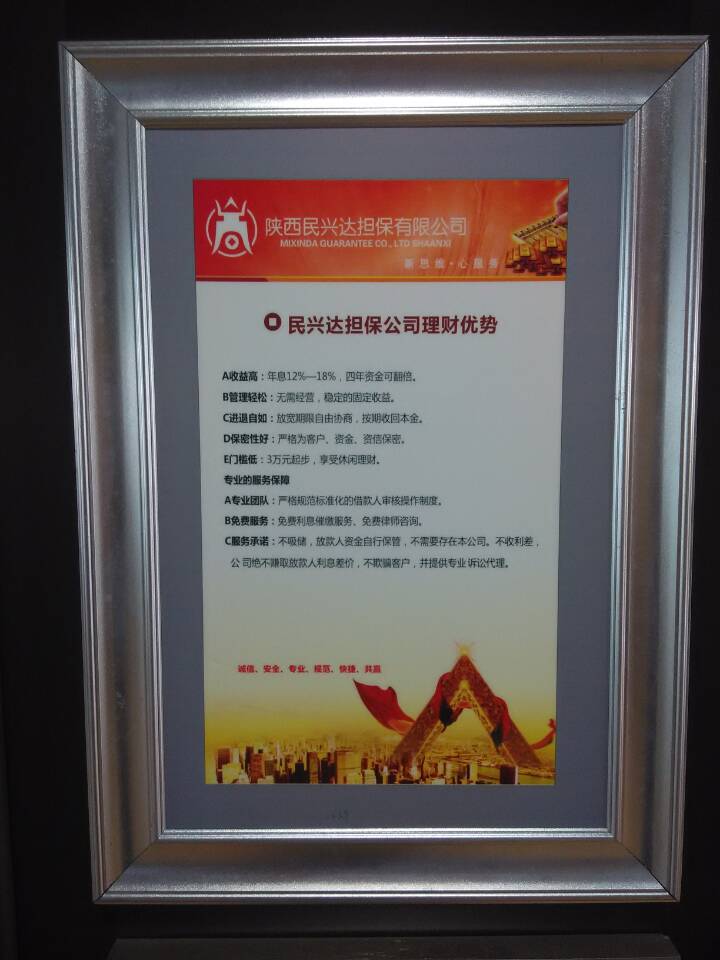 陕西民兴达担保有限公司
MIXINDA GUARANTEE CO., LTD SHAANXI
新思维·心服务
民兴达担保公司理财优势
A收益高：年息12%—18%，四年资金可翻倍。
B管理轻松：无需经营，稳定的固定收益。
C进退自如：放宽期限自由协商，按期收回本金。
D保密性好：严格为客户、资金、资信保密。
E门槛低：3万元起步，享受休闲理财。
专业的服务保障
A专业团队：严格规范标准化的借款人审核操作制度。
B免费服务：免费利息催缴服务、免费律师咨询。
C服务承诺：不吸储，放款人资金自行保管，不需要存在本公司。不收利差，
公司绝不赚取放款人利息差价，不欺骗客户，并提供专业诉讼代理。
诚信、安全、专业、规范、快捷、共赢